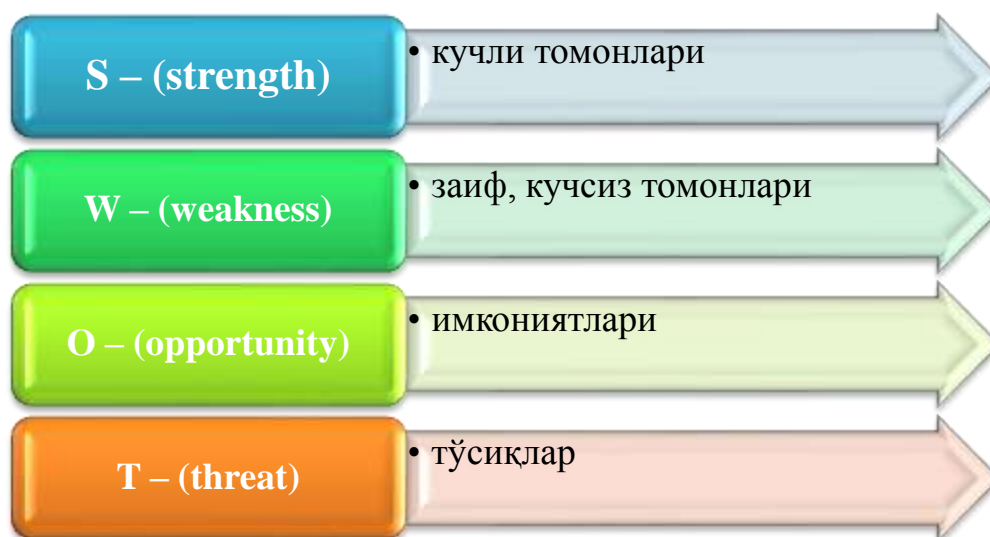 S – (strength)
• кучли томонлари
W – (weakness)
• заиф, кучсиз томонлари
O – (opportunity)
• имкониятлари
T – (threat)
• тўсиқлар